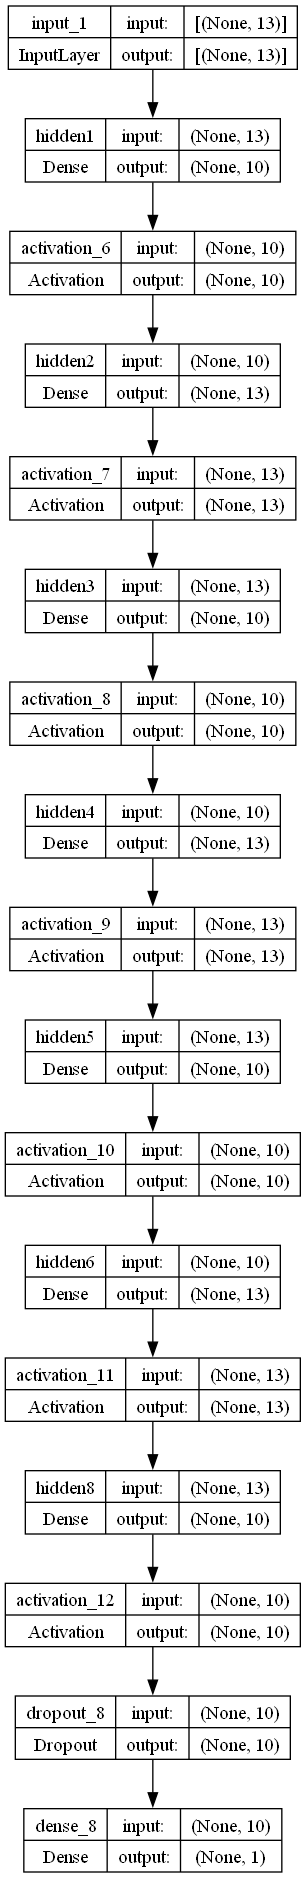 input_1 input: [(None, 13)]
InputLayer output: [(None, 13)]
hidden1 input: (None, 13)
Dense output: (None, 10)
activation_6 input: (None, 10)
Activation output: (None, 10)
hidden2 input: (None, 10)
Dense output: (None, 13)
activation_7 input: (None, 13)
Activation output: (None, 13)
hidden3 input: (None, 13)
Dense output: (None, 10)
activation_8 input: (None, 10)
Activation output: (None, 10)
hidden4 input: (None, 10)
Dense output: (None, 13)
activation_9 input: (None, 13)
Activation output: (None, 13)
hidden5 input: (None, 13)
Dense output: (None, 10)
activation_10 input: (None, 10)
Activation output: (None, 10)
hidden6 input: (None, 10)
Dense output: (None, 13)
activation_11 input: (None, 13)
Activation output: (None, 13)
hidden8 input: (None, 13)
Dense output: (None, 10)
activation_12 input: (None, 10)
Activation output: (None, 10)
dropout_8 input: (None, 10)
Dropout output: (None, 10)
dense_8 input: (None, 10)
Dense output: (None, 1)